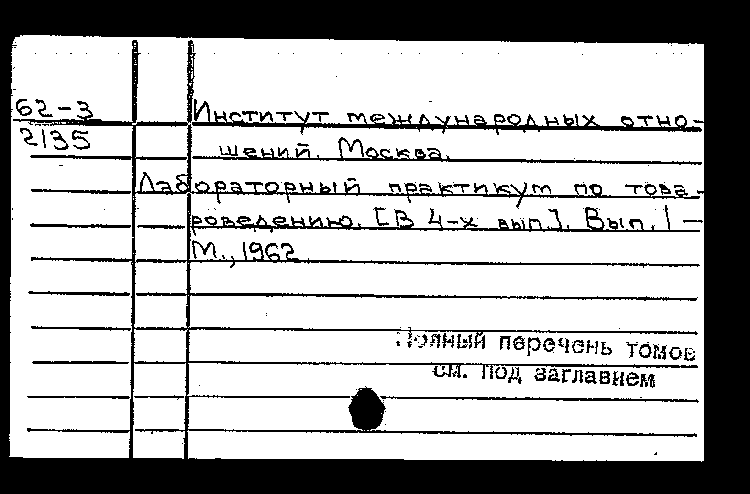 62-3
2135
Институт международных отно-
шений. Москва.
Лабораторный практикум по това-
роведению. [В 4-х вып.]. Вып. 1 —
М., 1962
Полный перечень томов
см. под заглавием